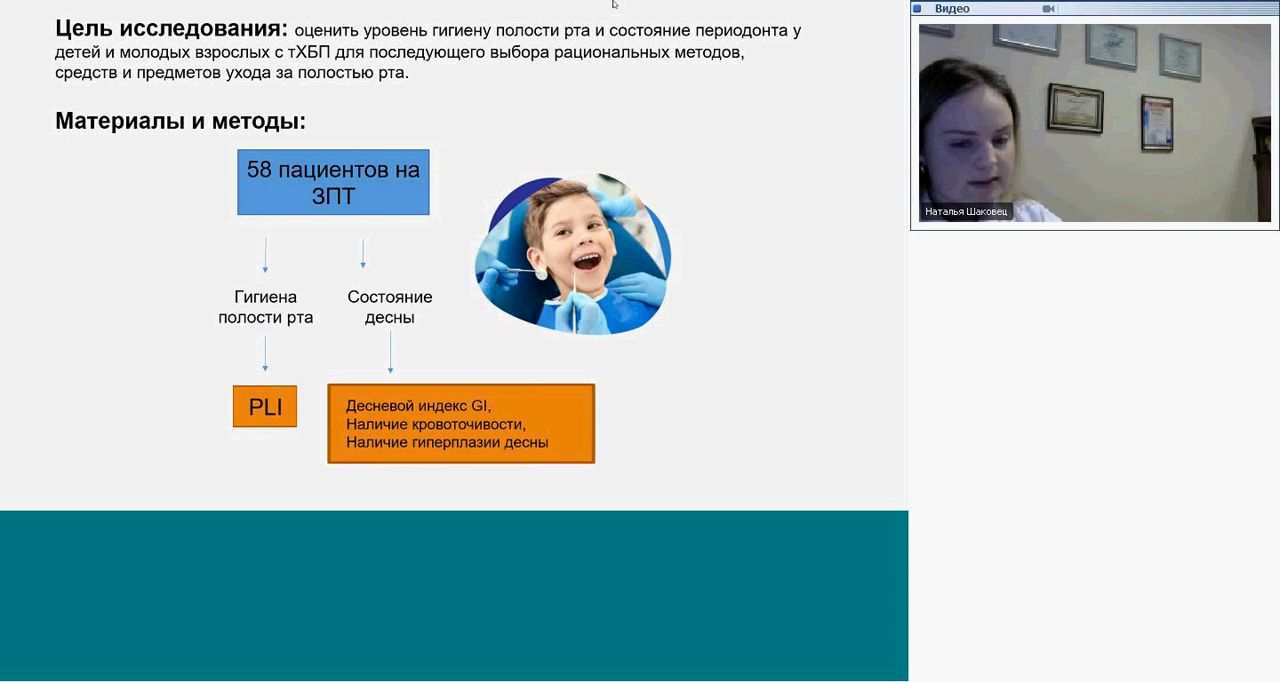 Цель исследования: оценить уровень гигиену полости рта и состояние периодонта у
детей и молодых взрослых с тХБП для последующего выбора рациональных методов,
средств и предметов ухода за полостью рта.
Материалы и методы:
58 пациентов на
ЗПТ
Гигиена
полости рта
Состояние
десны
PLI
Десневой индекс GI,
Наличие кровоточивости,
Наличие гиперплазии десны
Видео
Наталья Шаковец